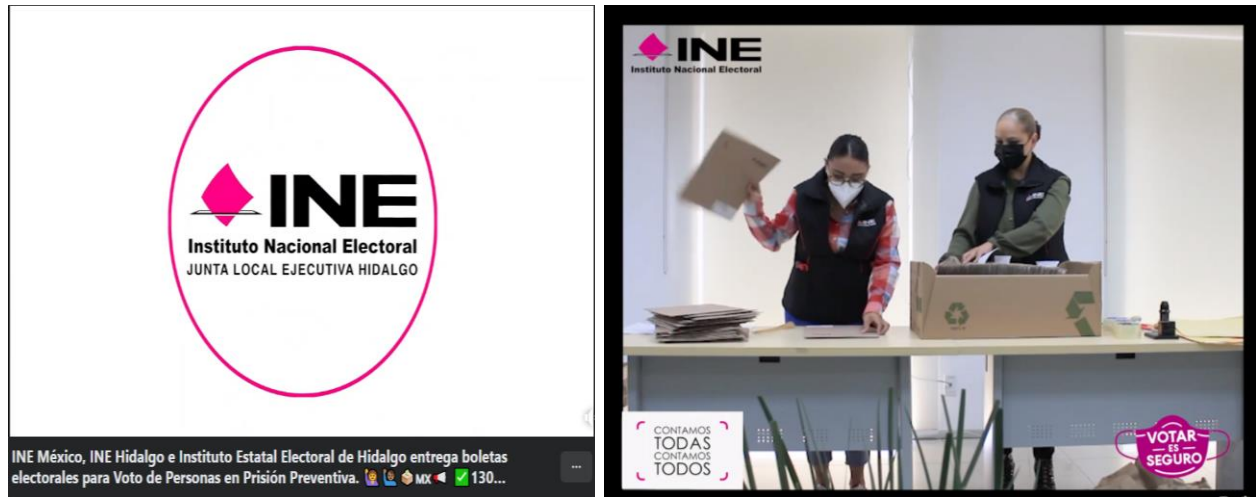 INE
Instituto Nacional Electoral
JUNTA LOCAL EJECUTIVA HIDALGO
INE México, INE Hidalgo e Instituto Estatal Electoral de Hidalgo entrega boletas
electorales para Voto de Personas en Prisión Preventiva. 🙋🙋🏿🗳️MX📢 ✅130...
INE
Instituto Nacional Electoral
INE
CONTAMOS
TODAS
CONTAMOS
TODOS
VOTAR
ES
SEGURO